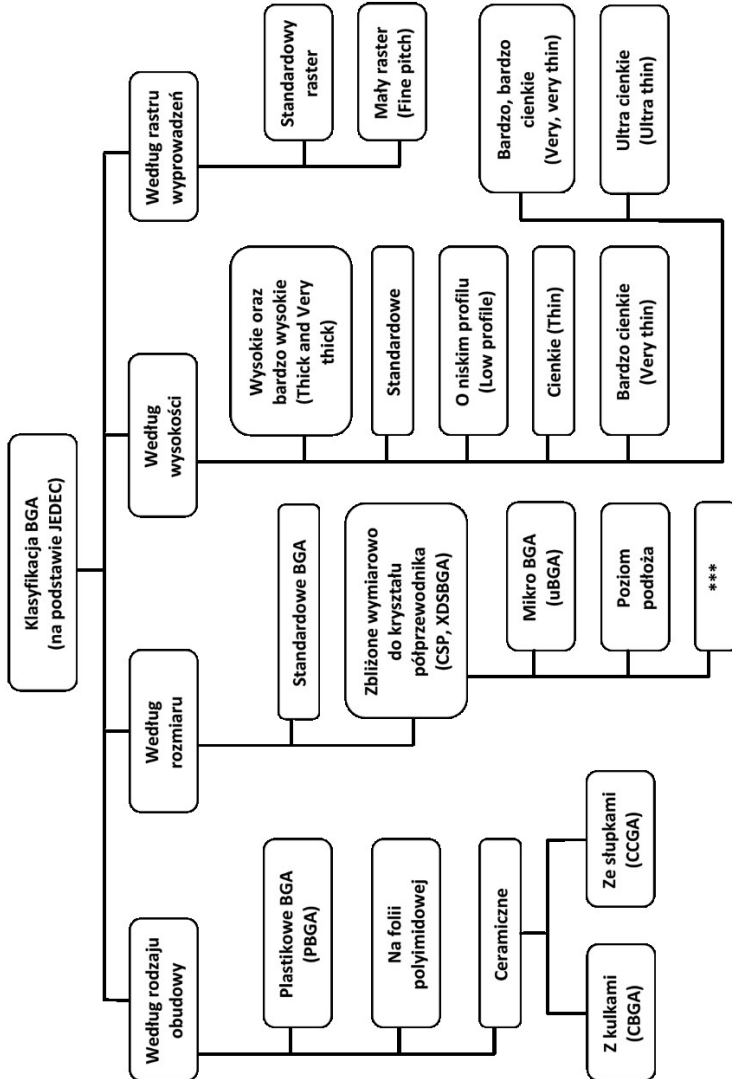 Klasyfikacja BGA
(na podstawie JEDEC)
Według rodzaju
obudowy
Plastikowe BGA
(PBGA)
Na folii
polyimidowej
Ceramiczne
Z kulkami
(CBGA)
Ze słupkami
(CCGA)
Według
rozmiaru
Standardowe BGA
Zbliżone wymiarowo
do kryształu
półprzewodnika
(CSP, XDSBGA)
Mikro BGA
(uBGA)
Poziom
podłoża
***
Według
wysokości
Wysokie oraz
bardzo wysokie
(Thick and Very
thick)
Standardowe
O niskim profilu
(Low profile)
Cienkie (Thin)
Bardzo cienkie
(Very thin)
Bardzo, bardzo
cienkie
(Very, very thin)
Ultra cienkie
(Ultra thin)
Według rastru
wyprowadzeń
Standardowy
raster
Mały raster
(Fine pitch)